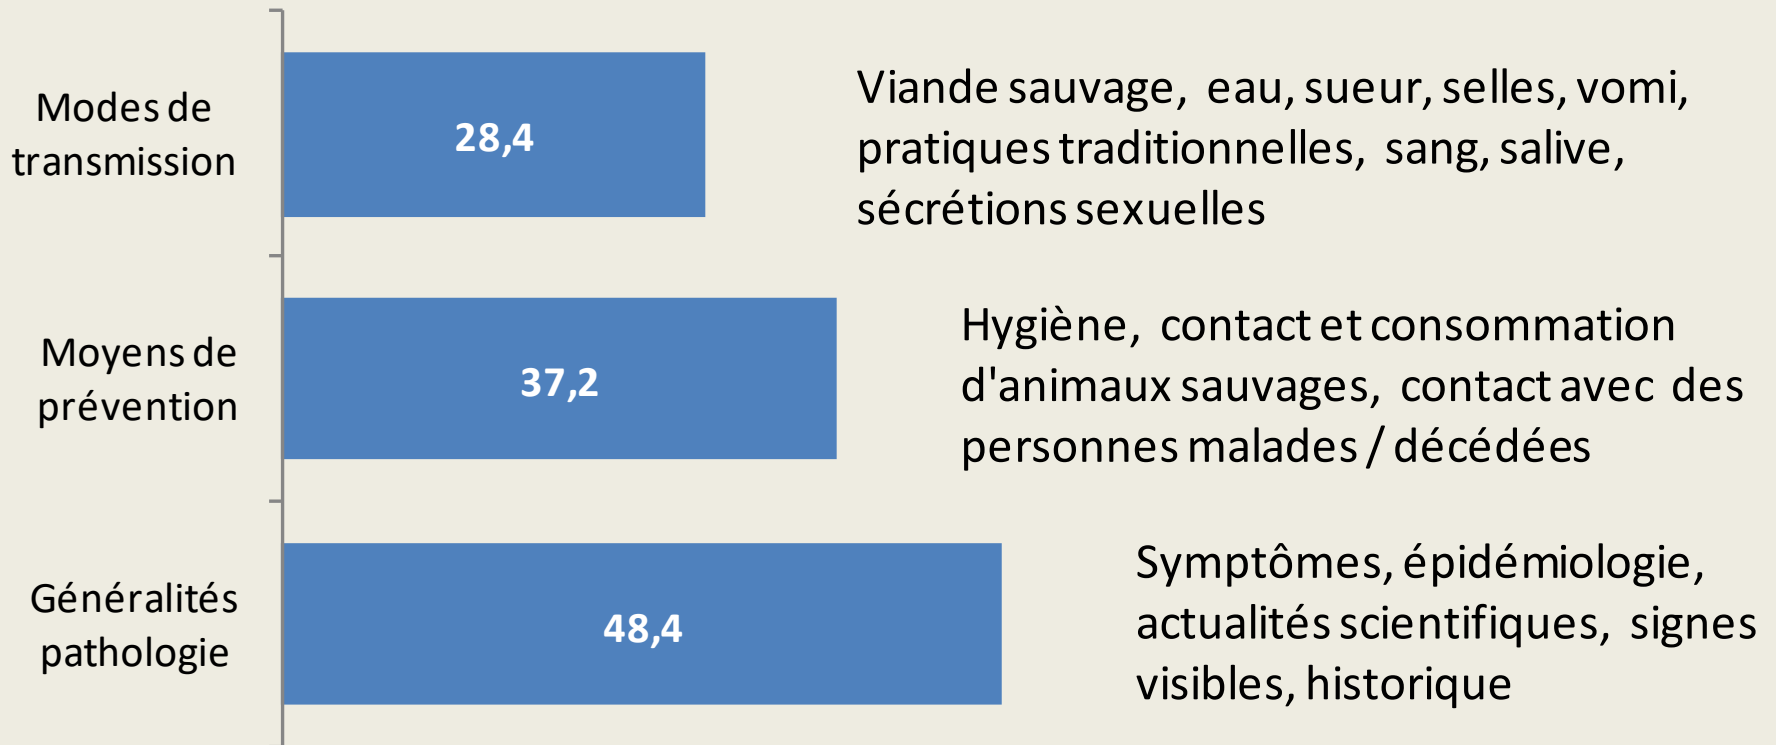 Modes de
transmission
28,4
Viande sauvage, eau, sueur, selles, vomi,
pratiques traditionnelles, sang, salive,
sécrétions sexuelles
Moyens de
prévention
37,2
Hygiène, contact et consommation
d'animaux sauvages, contact avec des
personnes malades / décédées
Généralités
pathologie
48,4
Symptômes, épidémiologie,
actualités scientifiques, signes
visibles, historique